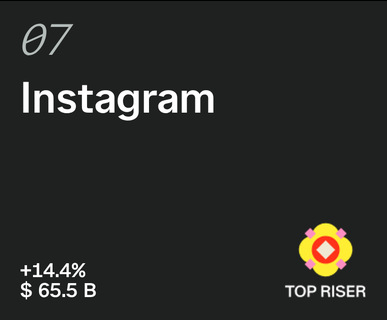 07
Instagram
+14.4%
$ 65.5 B
TOP RISER